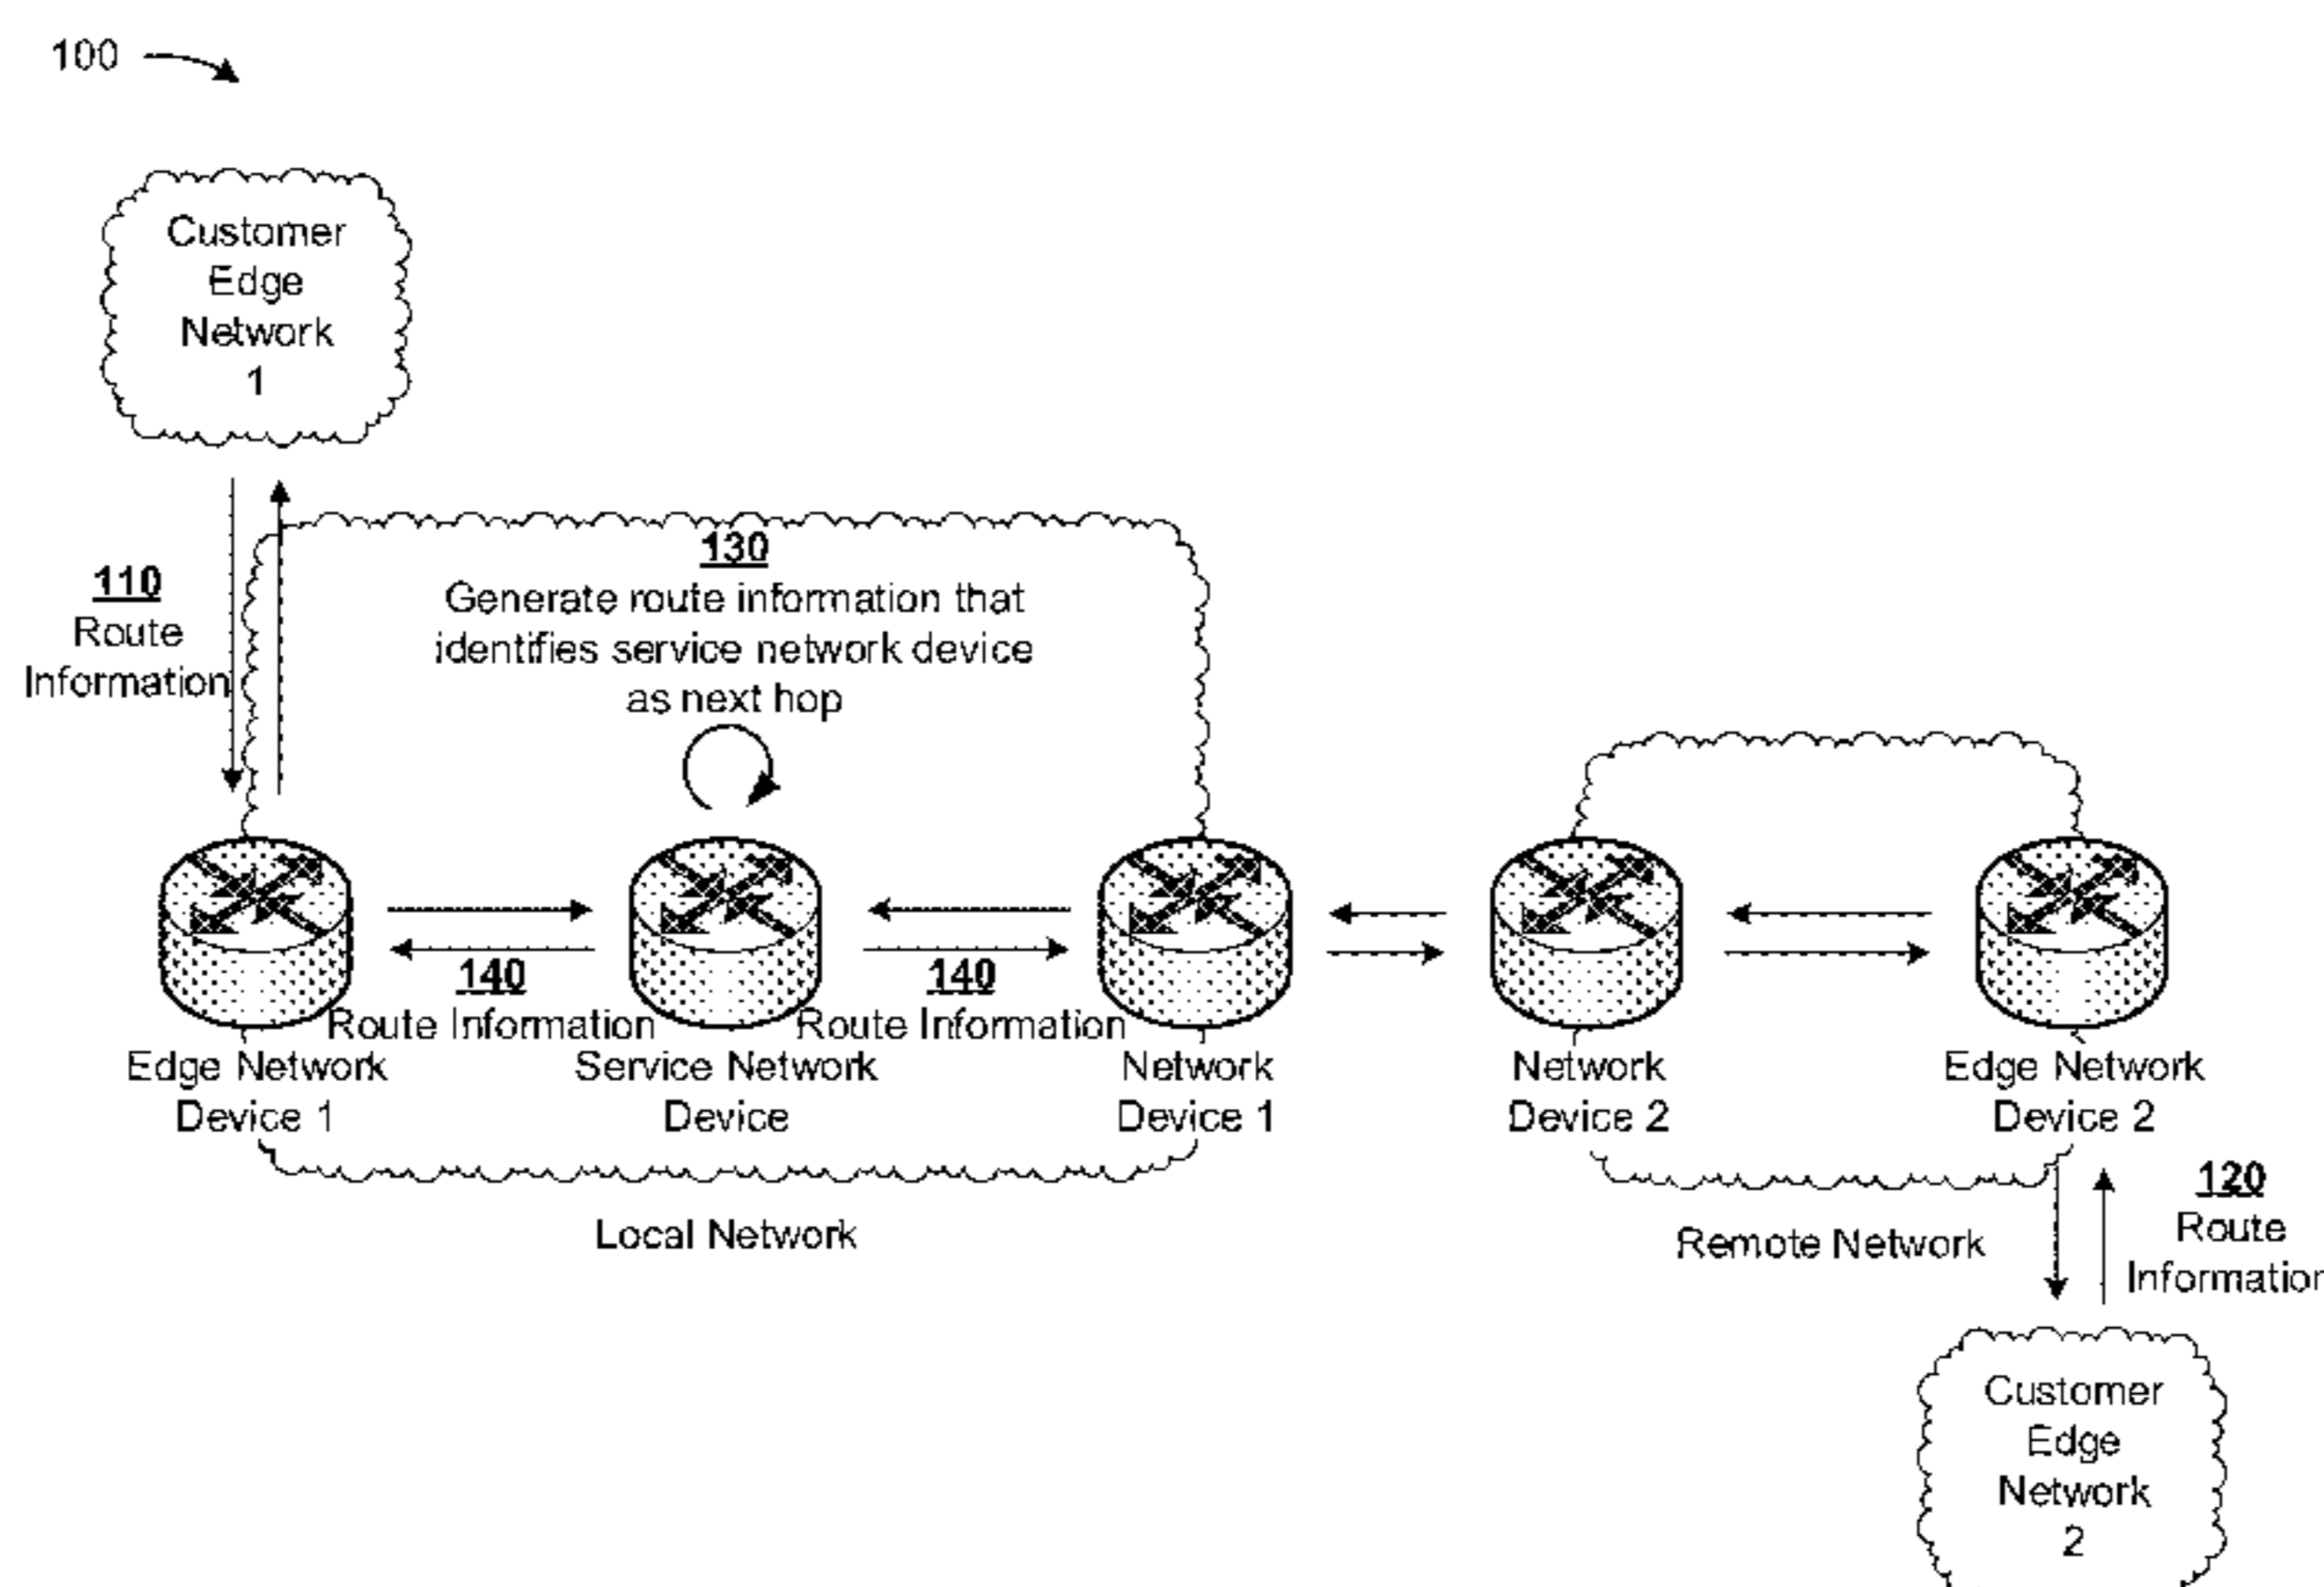 100
Customer
Edge
Network
1
130
Generate route information that
identifies service network device
as next hop
110
Route
Information
140
Route Information
140
Route Information
Edge Network
Device 1
Service Network
Device
Network
Device 1
Network
Device 2
Edge Network
Device 2
Local Network
Remote Network
120
Route
Information
Customer
Edge
Network
2